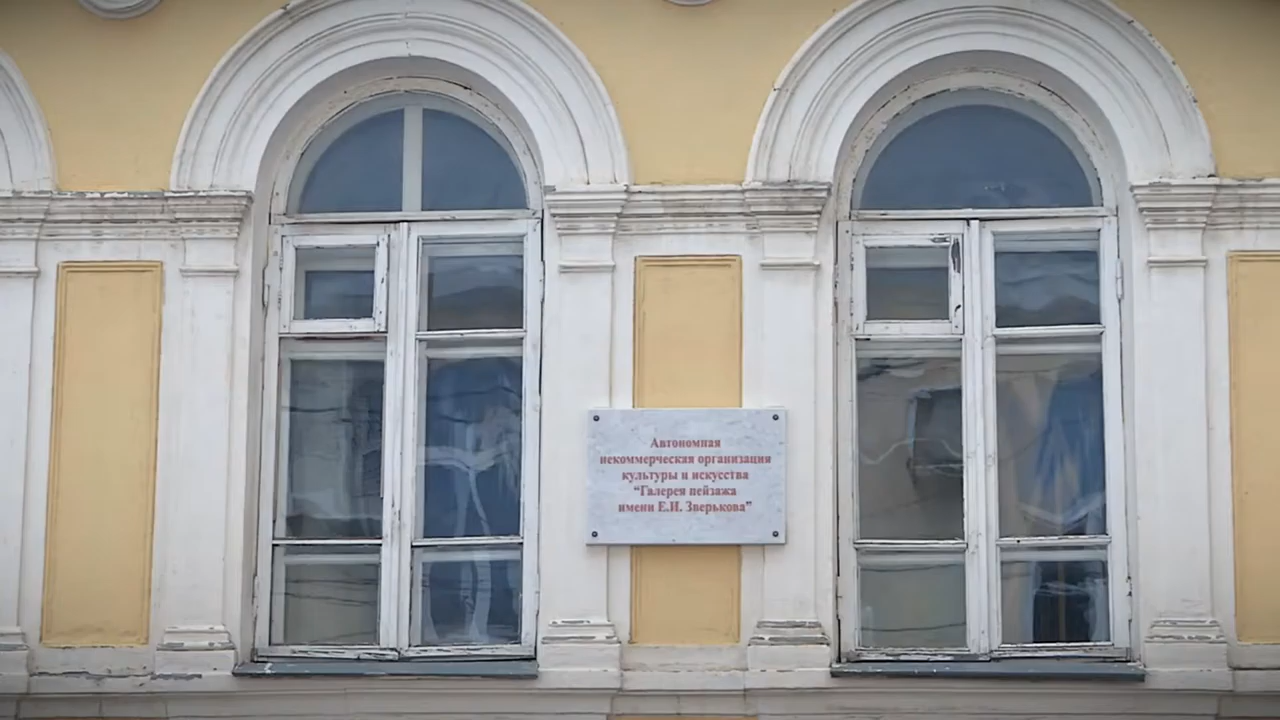 Автономная
некоммерческая организация
культуры и искусства
“Галерея пейзажа
имени Е.И. Зверькова”